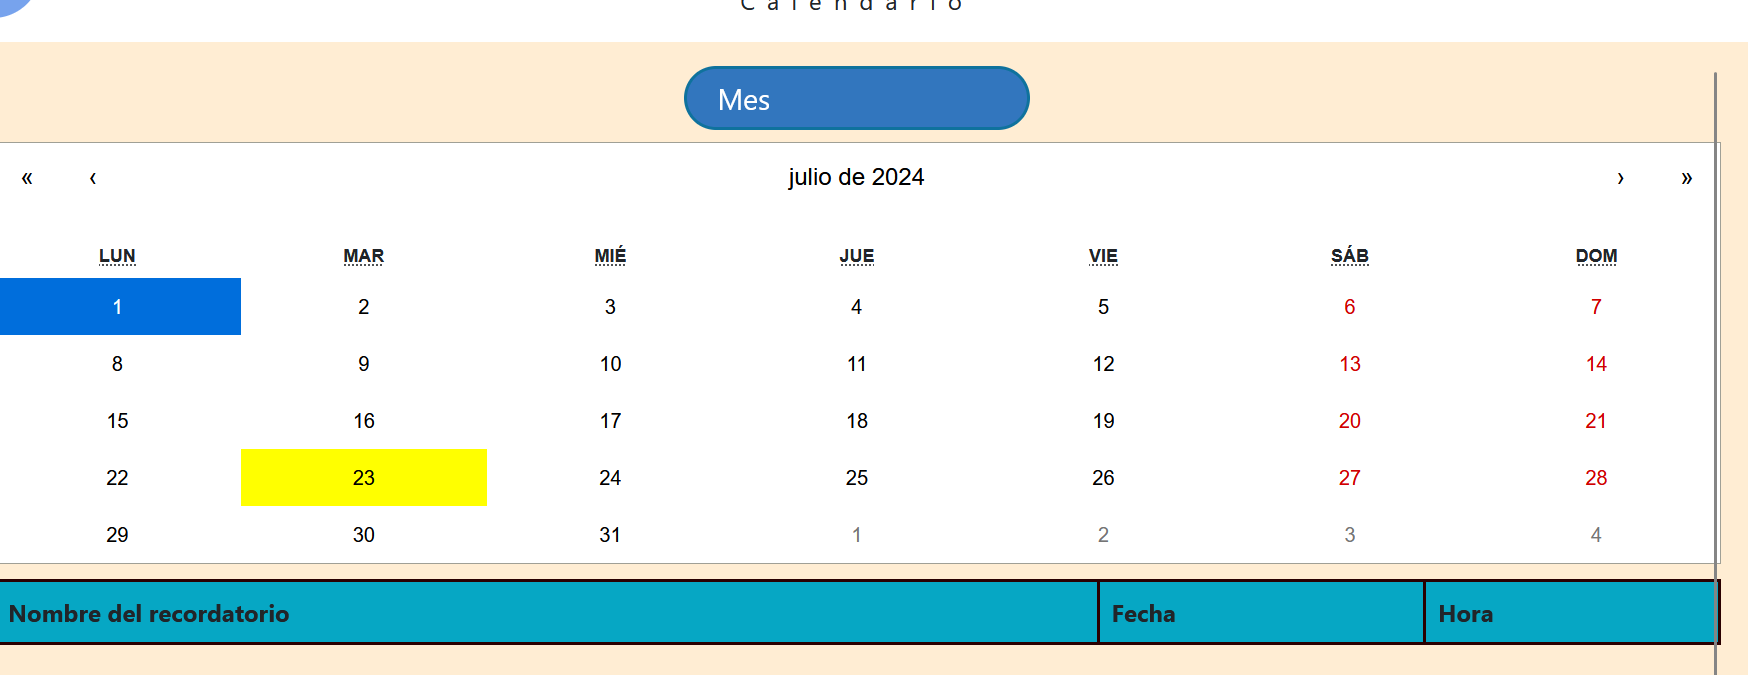 Calendario
Mes
« ‹ julio de 2024 › »
LUN MAR MIÉ JUE VIE SÁB DOM
1 2 3 4 5 6 7
8 9 10 11 12 13 14
15 16 17 18 19 20 21
22 23 24 25 26 27 28
29 30 31 1 2 3 4
Nombre del recordatorio Fecha Hora